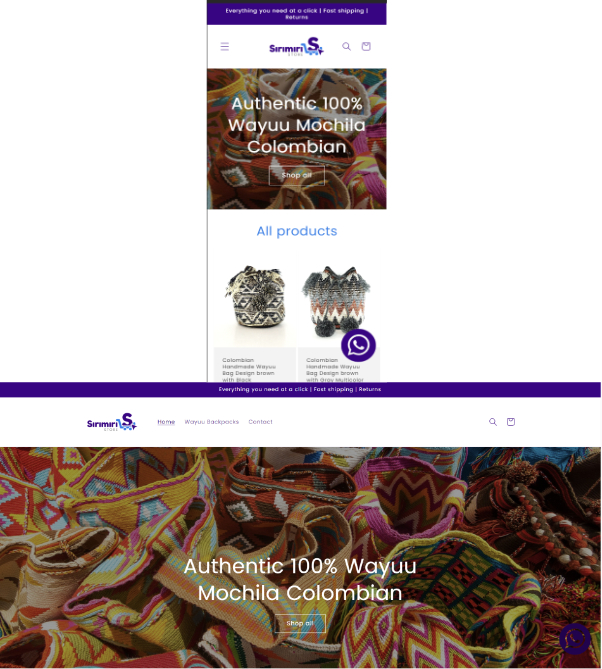 Everything you need at a click | Fast shipping |
Returns
Sirimiri S
STORE
Authentic 100%
Wayuu Mochila
Colombian
Shop all
All products
Colombian
Handmade Wayuu
Bag Design brown
with Black
Colombian
Handmade Wayuu
Bag Design brown
with Gray Multicolor
Everything you need at a click | Fast shipping | Returns
Sirimiri S
STORE
Home
Wayuu Backpacks
Contact
Authentic 100% Wayuu
Mochila Colombian
Shop all